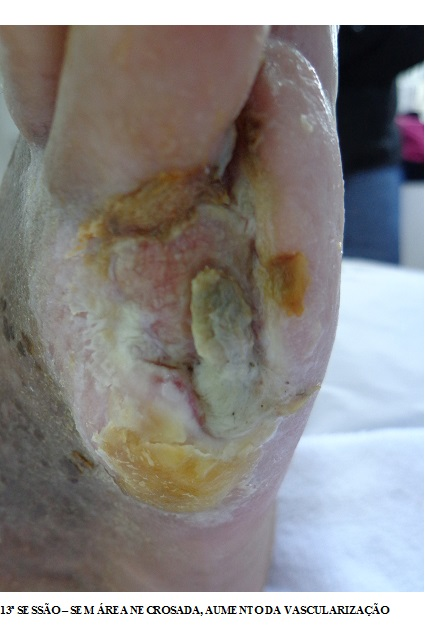 13ª SESSÃO – SEM ÁREA NECROSADA, AUMENTO DA VASCULARIZAÇÃO